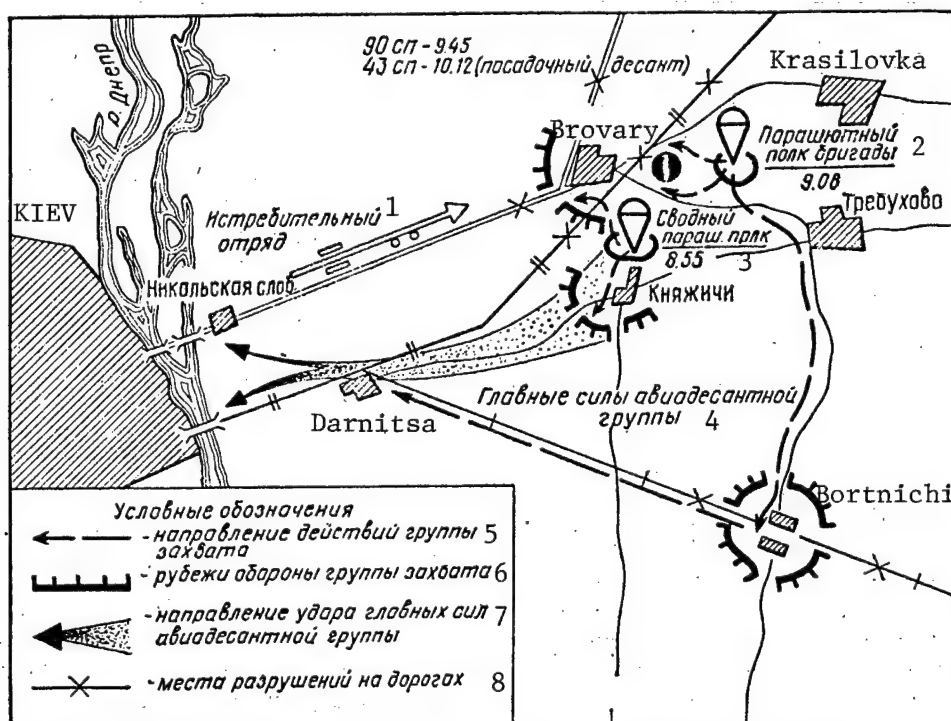 90 сп - 9.45
43 сп - 10.12 (посадочный десант)
р. Днепр
Krasilovka
Brovary
Парашютный 2
полк бригады
9.08
KIEV
Истребительный 1
отряд
Требухово
Сводный
параш. полк
8.55 3
Никольская слоб.
Княжичи
Главные силы авиадесантной
группы 4
Darnitsa
Bortnichi
Условные обозначения
- направление действий группы 5
захвата
- рубежи обороны группы захвата 6
- направление удара главных сил 7
авиадесантной группы
- места разрушений на дорогах 8